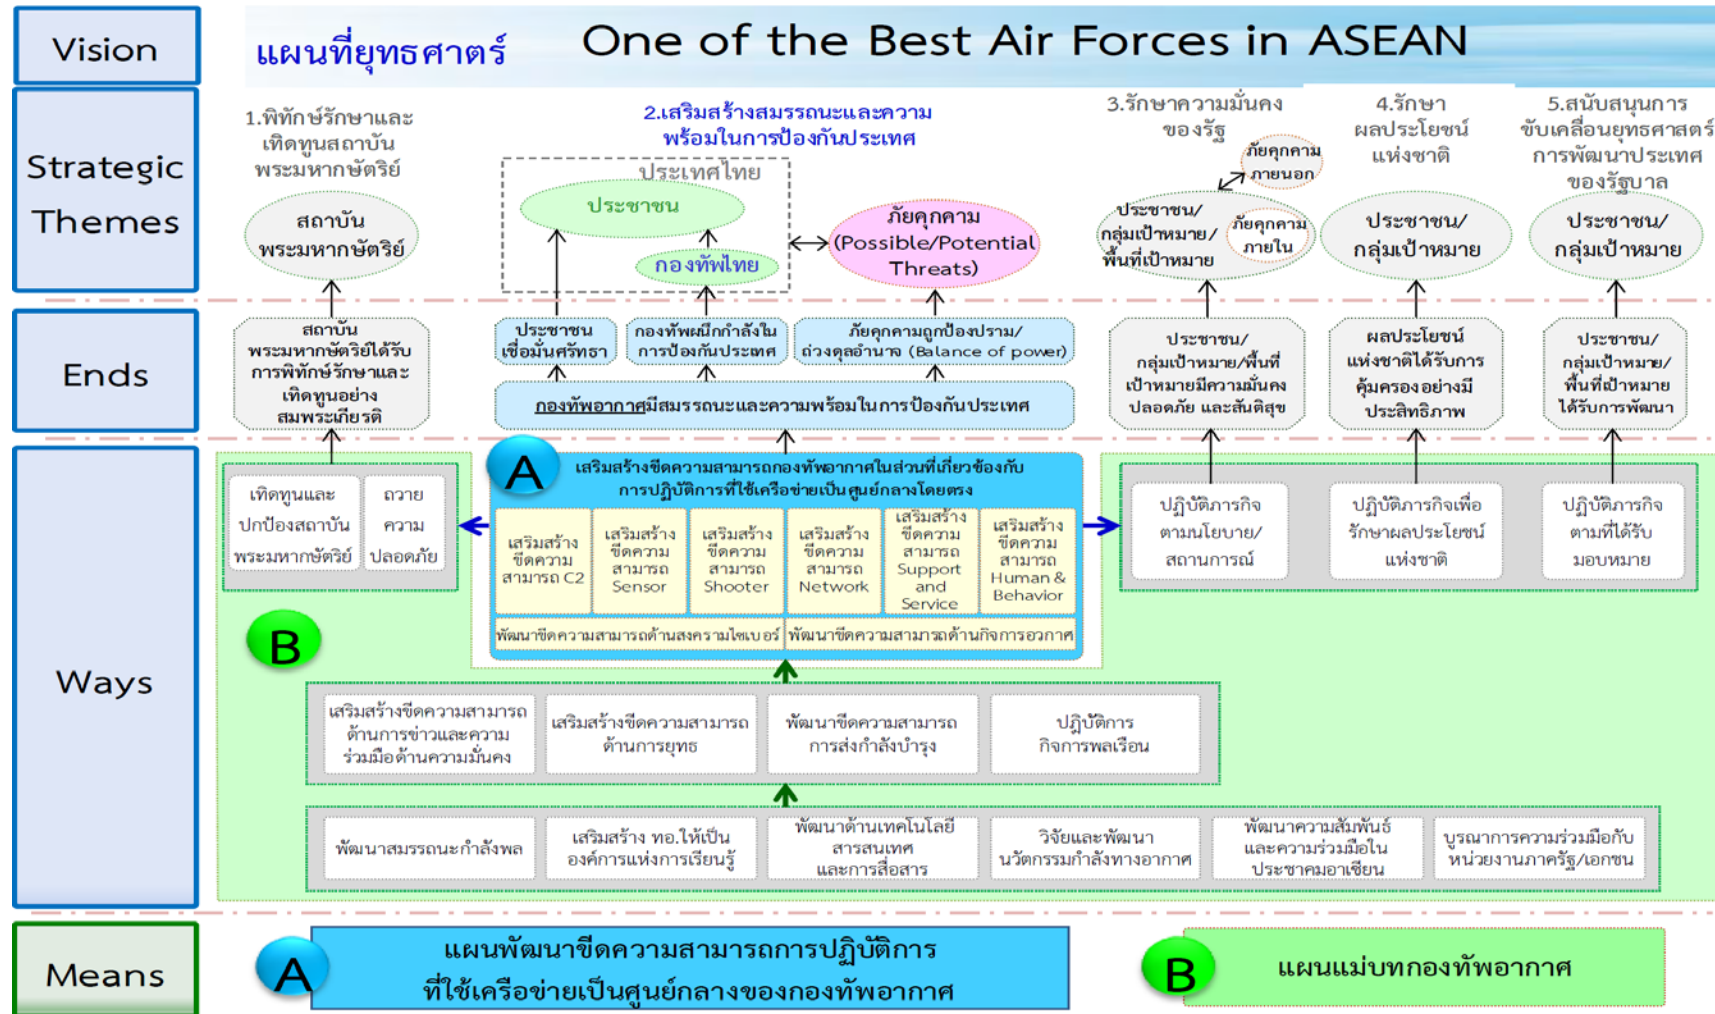 Vision
แผนที่ยุทธศาตร์
One of the Best Air Forces in ASEAN
Strategic
Themes
1.พิทักษ์รักษาและ
เทิดทูนสถาบัน
พระมหากษัตริย์
2.เสริมสร้างสมรรถนะและความ
พร้อมในการป้องกันประเทศ
3.รักษาความมั่นคง
ของรัฐ
4.รักษา
ผลประโยชน์
แห่งชาติ
5.สนับสนุนการ
ขับเคลื่อนยุทธศาสตร์
การพัฒนาประเทศ
ของรัฐบาล
สถาบัน
พระมหากษัตริย์
ประเทศไทย
ประชาชน
กองทัพไทย
ภัยคุกคาม
(Possible/Potential
Threats)
ภัยคุกคาม
ภายนอก
ประชาชน/
กลุ่มเป้าหมาย/
พื้นที่เป้าหมาย
ภัยคุกคาม
ภายใน
ประชาชน/
กลุ่มเป้าหมาย
ประชาชน/
กลุ่มเป้าหมาย
Ends
สถาบัน
พระมหากษัตริย์ได้รับ
การพิทักษ์รักษาและ
เทิดทูนอย่าง
สมพระเกียรติ
ประชาชน
เชื่อมั่นศรัทธา
กองทัพผนึกกำลังใน
การป้องกันประเทศ
ภัยคุกคามถูกป้องปราม/
ถ่วงดุลอำนาจ (Balance of power)
กองทัพอากาศมีสมรรถนะและความพร้อมในการป้องกันประเทศ
ประชาชน/
กลุ่มเป้าหมาย/พื้นที่
เป้าหมายมีความมั่นคง
ปลอดภัย และสันติสุข
ผลประโยชน์
แห่งชาติได้รับการ
คุ้มครองอย่างมี
ประสิทธิภาพ
ประชาชน/
กลุ่มเป้าหมาย/
พื้นที่เป้าหมาย
ได้รับการพัฒนา
Ways
เทิดทูนและ
ปกป้องสถาบัน
พระมหากษัตริย์
ถวาย
ความ
ปลอดภัย
A
เสริมสร้างขีดความสามารถกองทัพอากาศในส่วนที่เกี่ยวข้องกับ
การปฏิบัติการที่ใช้เครือข่ายเป็นศูนย์กลางโดยตรง
เสริมสร้าง
ขีดความ
สามารถ C2
เสริมสร้าง
ขีดความ
สามารถ
Sensor
เสริมสร้าง
ขีดความ
สามารถ
Shooter
เสริมสร้าง
ขีดความ
สามารถ
Network
เสริมสร้าง
ขีดความ
สามารถ
Support
and
Service
เสริมสร้าง
ขีดความ
สามารถ
Human &
Behavior
พัฒนาขีดความสามารถด้านสงครามไซเบอร์
พัฒนาขีดความสามารถด้านกิจการอวกาศ
ปฏิบัติภารกิจ
ตามนโยบาย/
สถานการณ์
ปฏิบัติภารกิจเพื่อ
รักษาผลประโยชน์
แห่งชาติ
ปฏิบัติภารกิจ
ตามที่ได้รับ
มอบหมาย
B
เสริมสร้างขีดความสามารถ
ด้านการข่าวและความ
ร่วมมือด้านความมั่นคง
เสริมสร้างขีดความสามารถ
ด้านการยุทธ
พัฒนาขีดความสามารถ
การส่งกำลังบำรุง
ปฏิบัติการ
กิจการพลเรือน
พัฒนาสมรรถนะกำลังพล
เสริมสร้าง ทอ.ให้เป็น
องค์การแห่งการเรียนรู้
พัฒนาด้านเทคโนโลยี
สารสนเทศ
และการสื่อสาร
วิจัยและพัฒนา
นวัตกรรมกำลังทางอากาศ
พัฒนาความสัมพันธ์
และความร่วมมือใน
ประชาคมอาเซียน
บูรณาการความร่วมมือกับ
หน่วยงานภาครัฐ/เอกชน
Means
A
แผนพัฒนาขีดความสามารถการปฏิบัติการ
ที่ใช้เครือข่ายเป็นศูนย์กลางของกองทัพอากาศ
B
แผนแม่บทกองทัพอากาศ